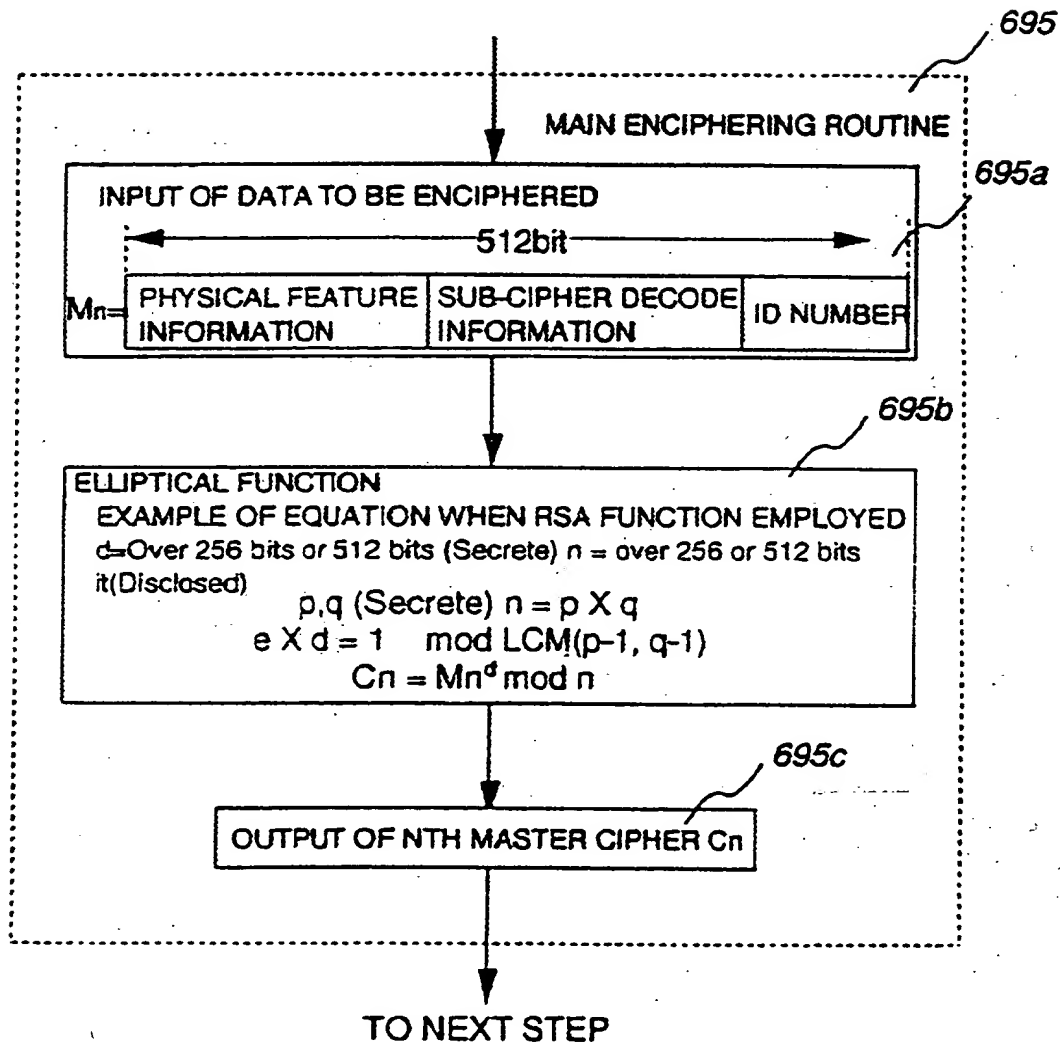 695
MAIN ENCIPHERING ROUTINE
695a
INPUT OF DATA TO BE ENCIPHERED
512bit
Mn=
PHYSICAL FEATURE INFORMATION
SUB-CIPHER DECODE INFORMATION
ID NUMBER
695b
ELLIPTICAL FUNCTION
EXAMPLE OF EQUATION WHEN RSA FUNCTION EMPLOYED
d=Over 256 bits or 512 bits (Secrete) n = over 256 or 512 bits
it(Disclosed)
p,q (Secrete) n = p X q
e X d = 1 mod LCM(p-1, q-1)
Cn = Mn^d mod n
695c
OUTPUT OF NTH MASTER CIPHER Cn
TO NEXT STEP